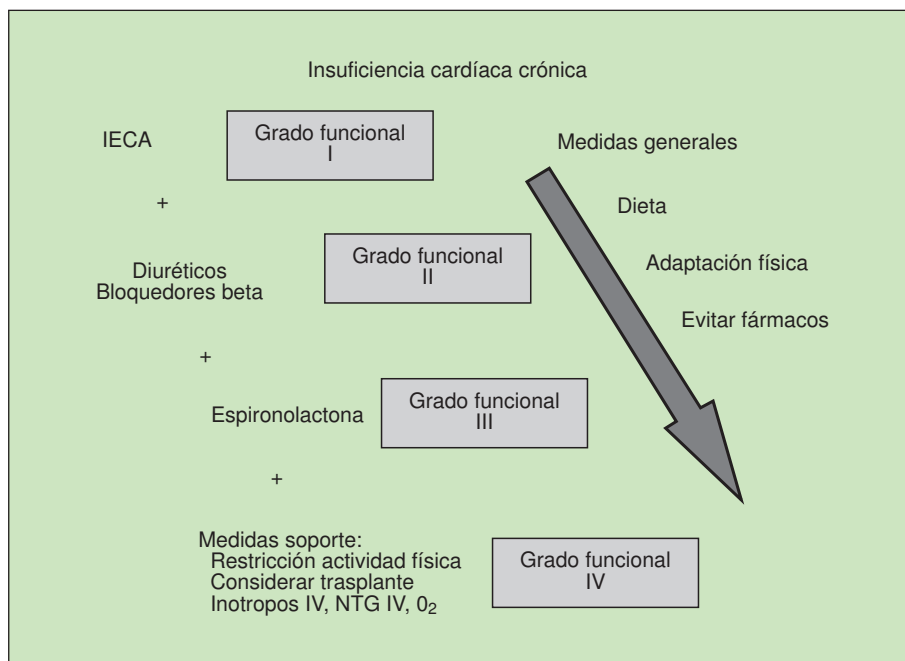 Insuficiencia cardíaca crónica
IECA
Grado funcional
I
Medidas generales
+
Dieta
Diuréticos
Bloquedores beta
Grado funcional
II
Adaptación física
Evitar fármacos
+
Espironolactona
Grado funcional
III
+
Medidas soporte:
Restricción actividad física
Considerar trasplante
Inotropos IV, NTG IV, 0₂
Grado funcional
IV